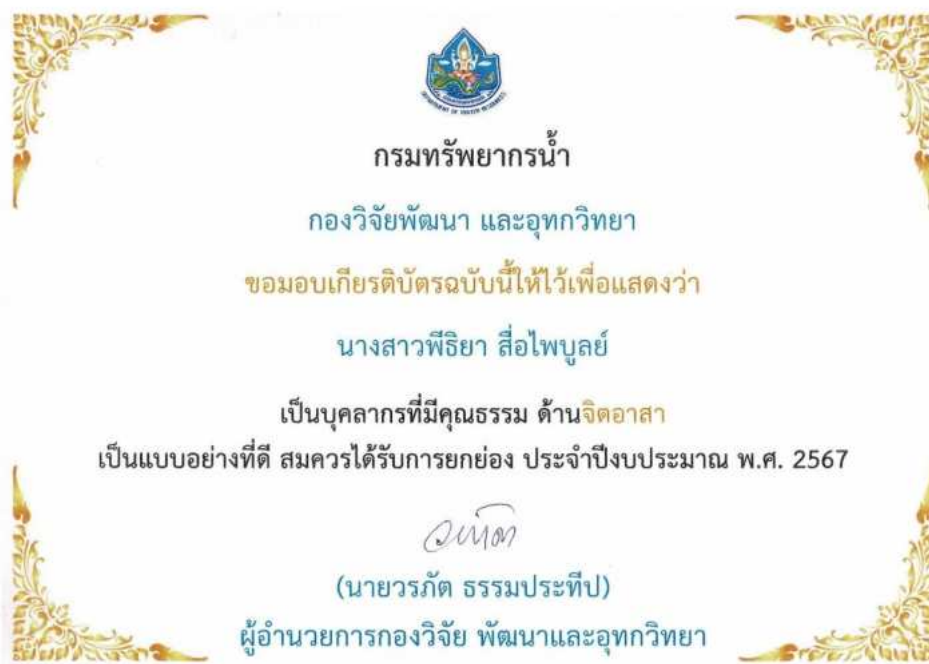 DEPARTMENT OF WATER RESOURCES
กรมทรัพยากรน้ำ
กองวิจัยพัฒนา และอุทกวิทยา
ขอมอบเกียรติบัตรฉบับนี้ให้ไว้เพื่อแสดงว่า
นางสาวพีธิยา สื่อไพบูลย์
เป็นบุคลากรที่มีคุณธรรม ด้านจิตอาสา
เป็นแบบอย่างที่ดี สมควรได้รับการยกย่อง ประจำปีงบประมาณ พ.ศ. 2567
(นายวรภัต ธรรมประทีป)
ผู้อำนวยการกองวิจัย พัฒนาและอุทกวิทยา